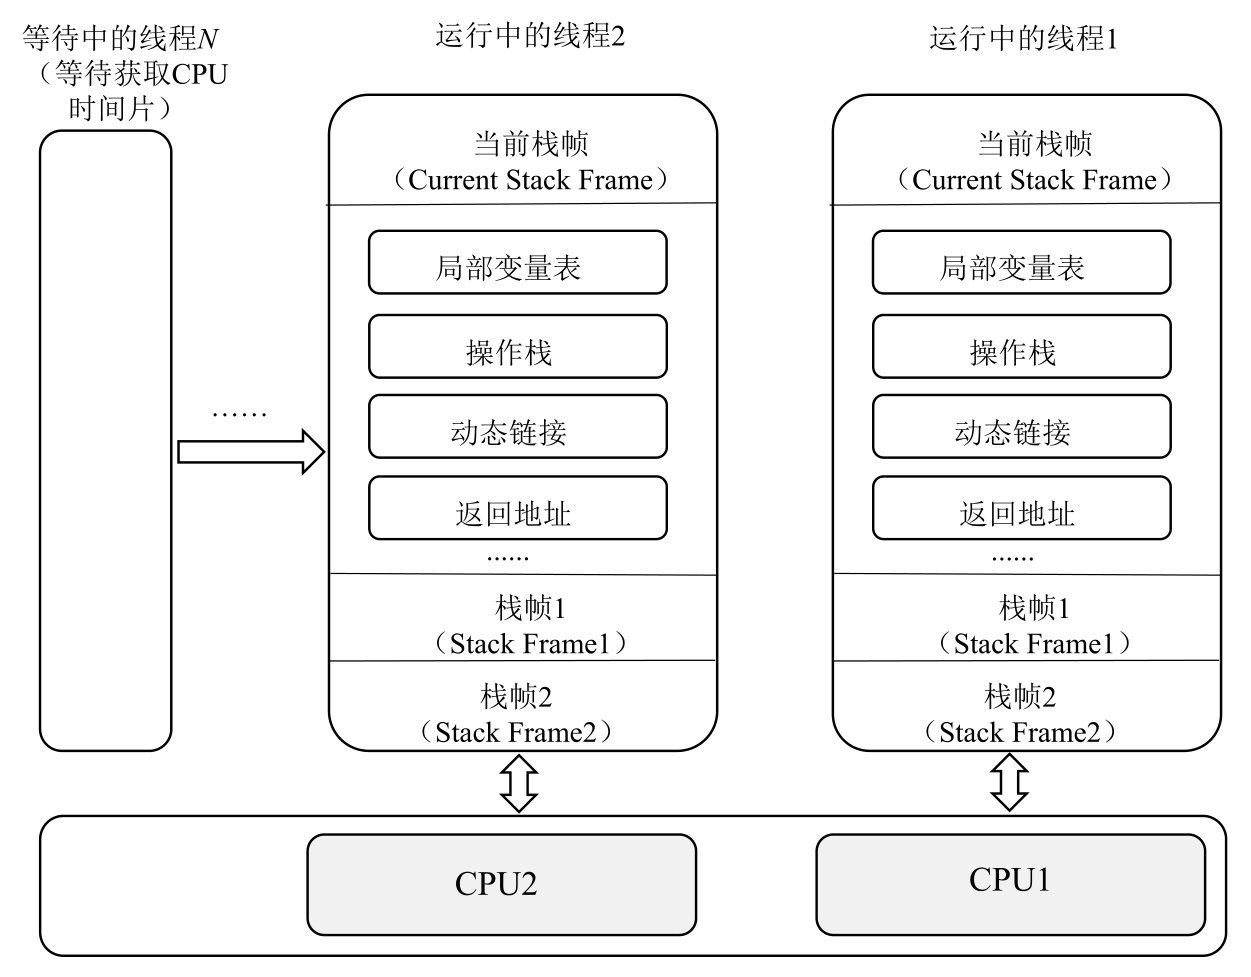 等待中的线程N
（等待获取CPU
时间片）
运行中的线程2
运行中的线程1
当前栈帧
（Current Stack Frame）
局部变量表
操作栈
动态链接
返回地址
......
栈帧1
（Stack Frame1）
栈帧2
（Stack Frame2）
当前栈帧
（Current Stack Frame）
局部变量表
操作栈
动态链接
返回地址
......
栈帧1
（Stack Frame1）
栈帧2
（Stack Frame2）
……
CPU2
CPU1